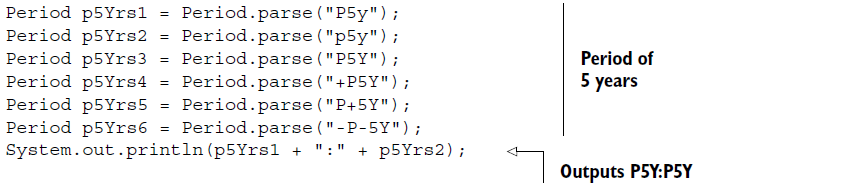 Period p5Yrs1 = Period.parse("P5y");
Period p5Yrs2 = Period.parse("p5y");
Period p5Yrs3 = Period.parse("P5Y");
Period p5Yrs4 = Period.parse("+P5Y");
Period p5Yrs5 = Period.parse("P+5Y");
Period p5Yrs6 = Period.parse("-P-5Y");
System.out.println(p5Yrs1 + ":" + p5Yrs2);
Period of
5 years
Outputs P5Y:P5Y